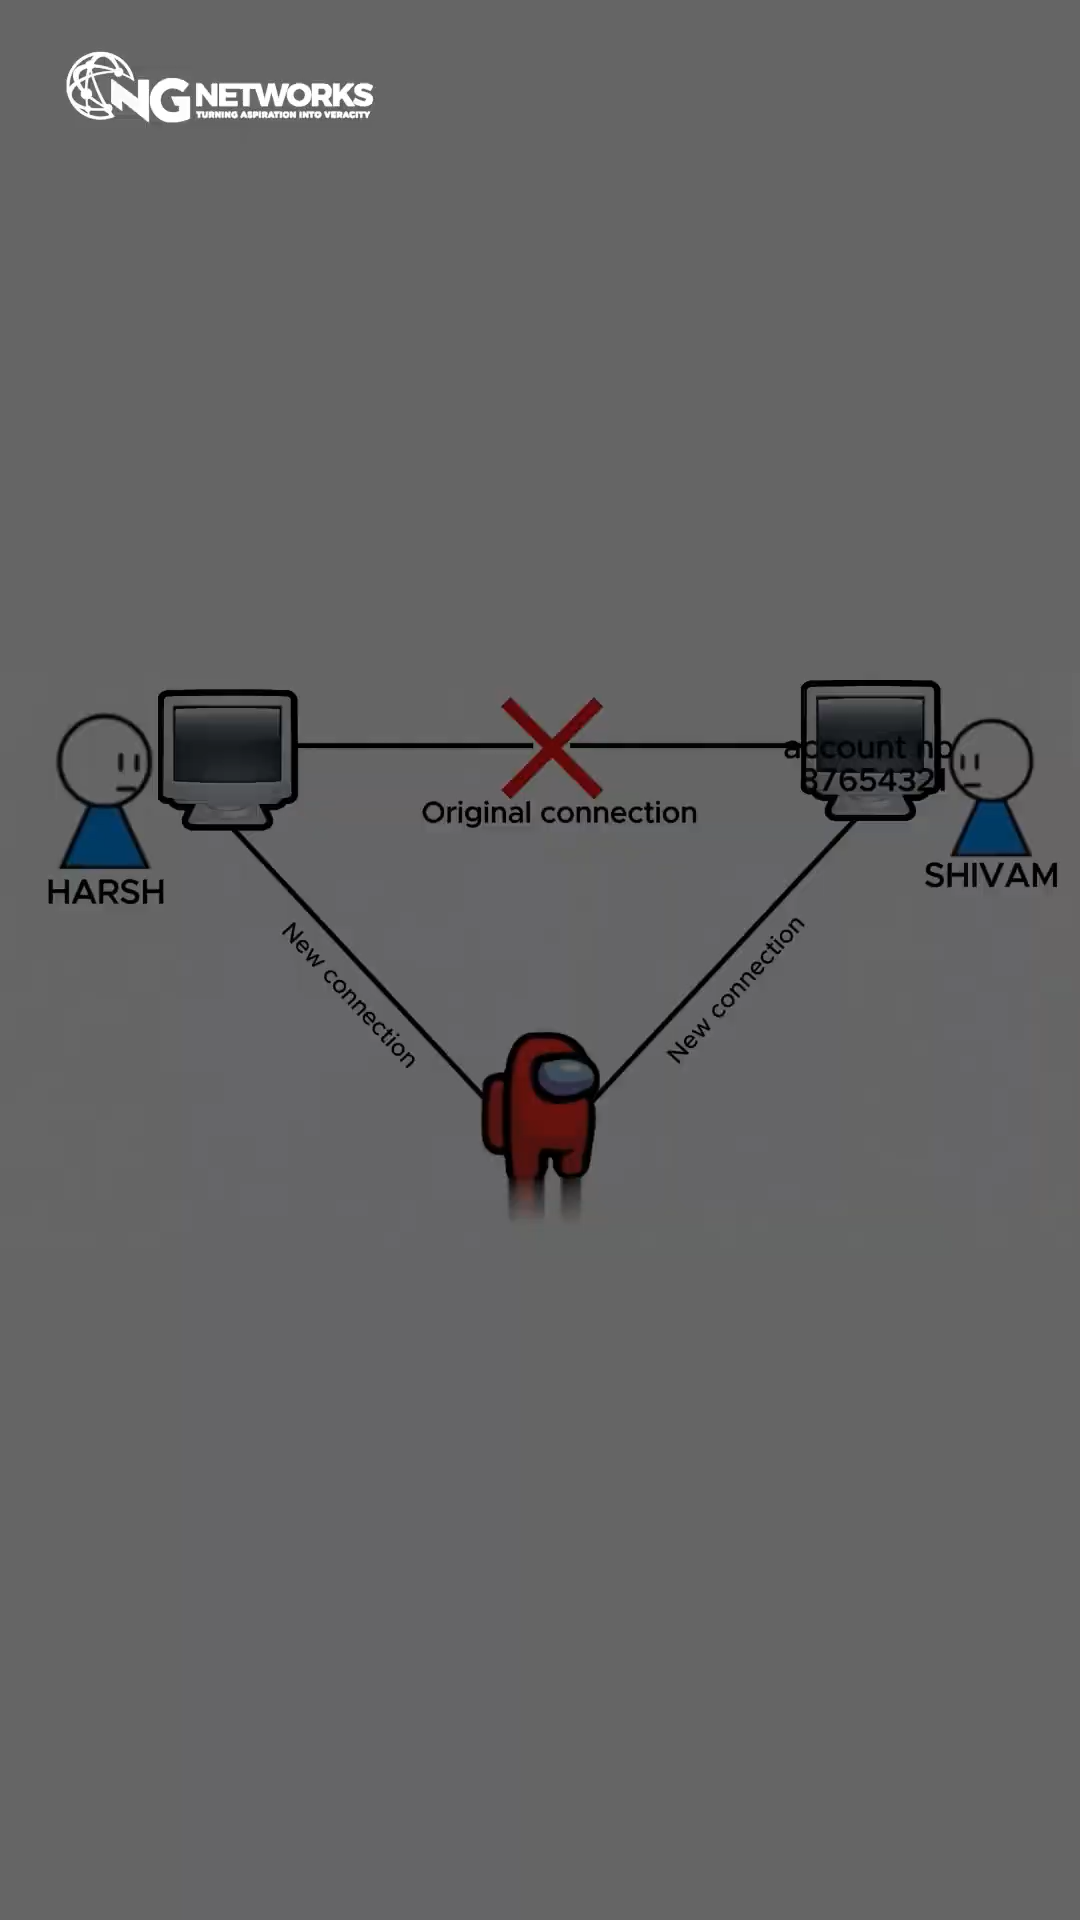 NG NETWORKS
TURNING ASPIRATION INTO VERACITY
account no
87654321
Original connection
HARSH
SHIVAM
New connection
New connection